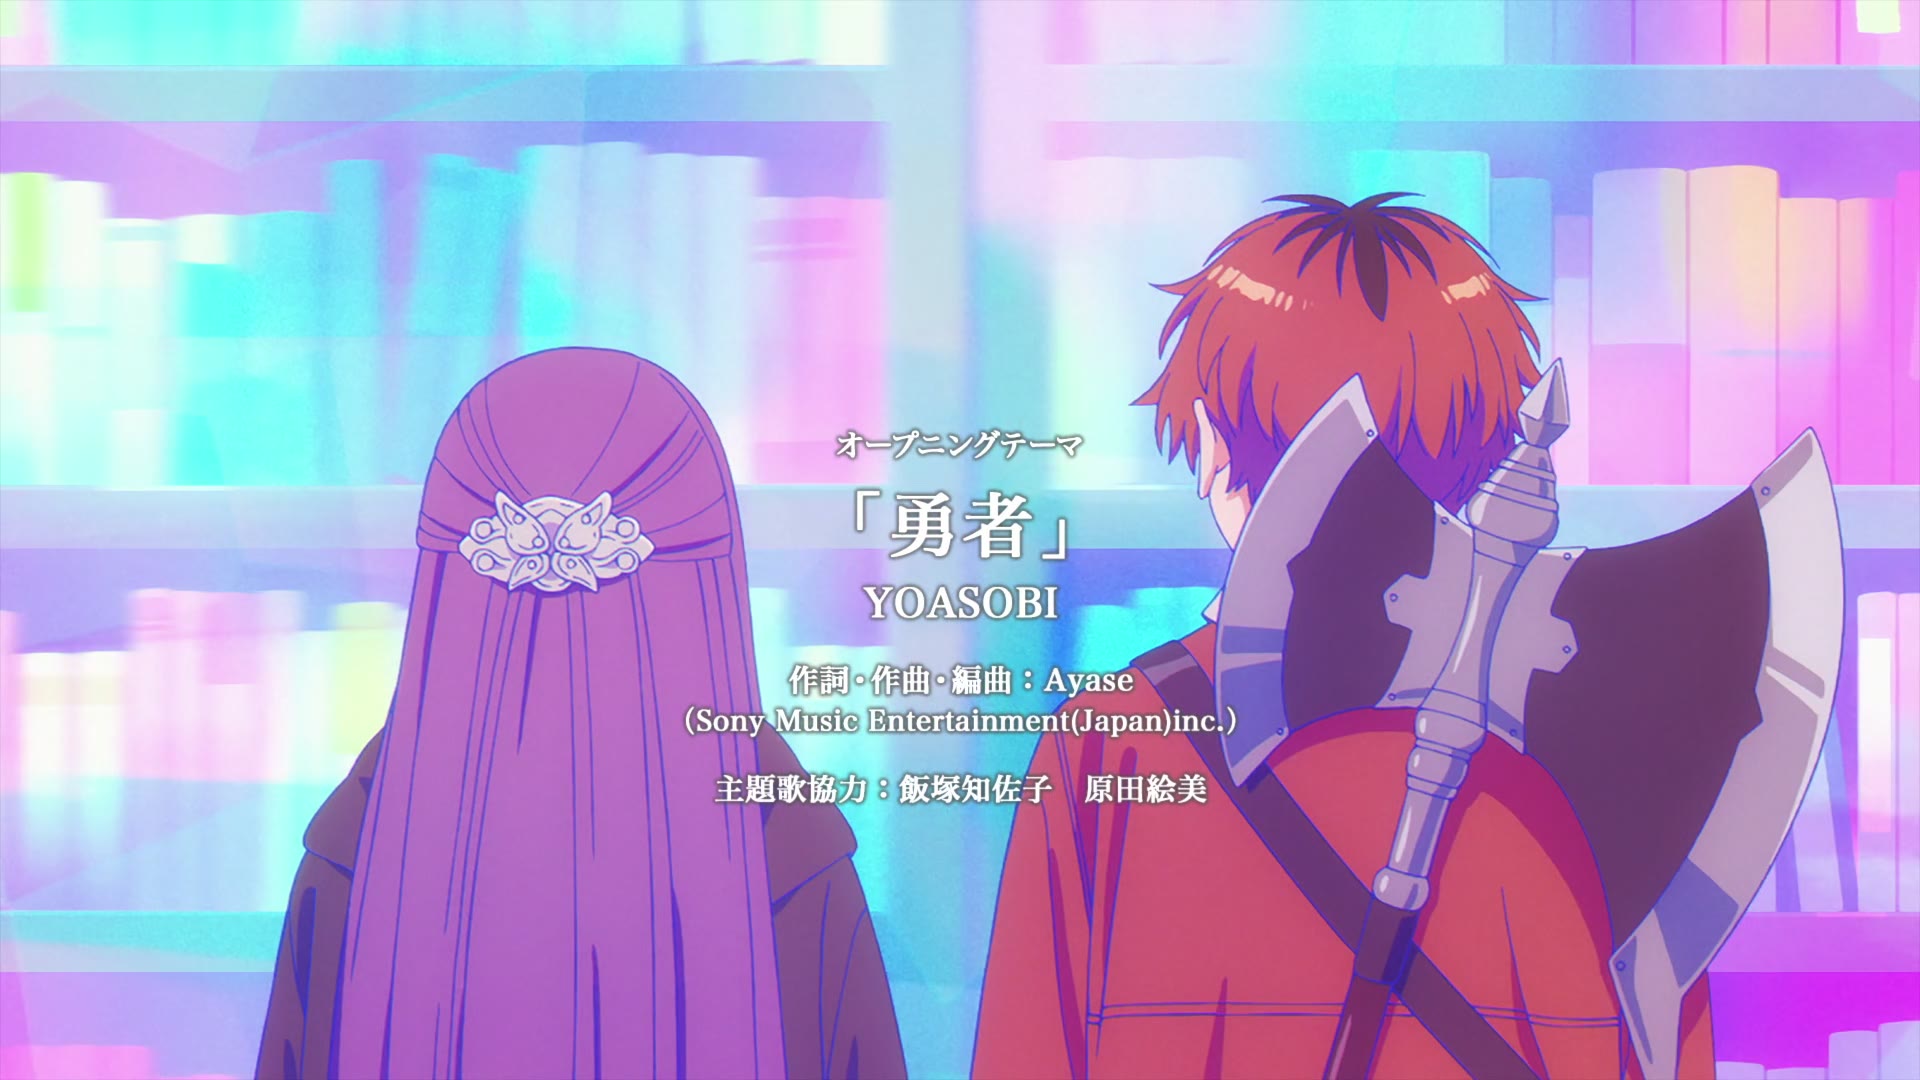 オープニングテーマ
「勇者」
YOASOBI
作詞・作曲・編曲：Ayase
(Sony Music Entertainment(Japan)inc.)
主題歌協力：飯塚知佐子　原田絵美